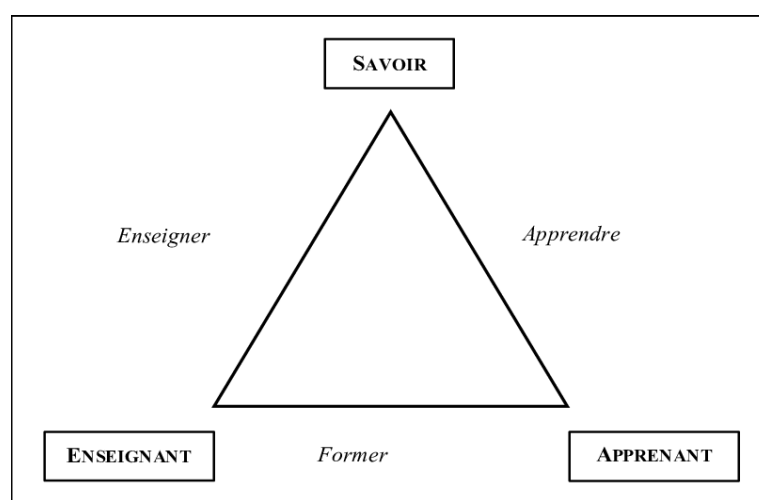 SAVOIR
Enseigner
Apprendre
ENSEIGNANT
Former
APPRENANT